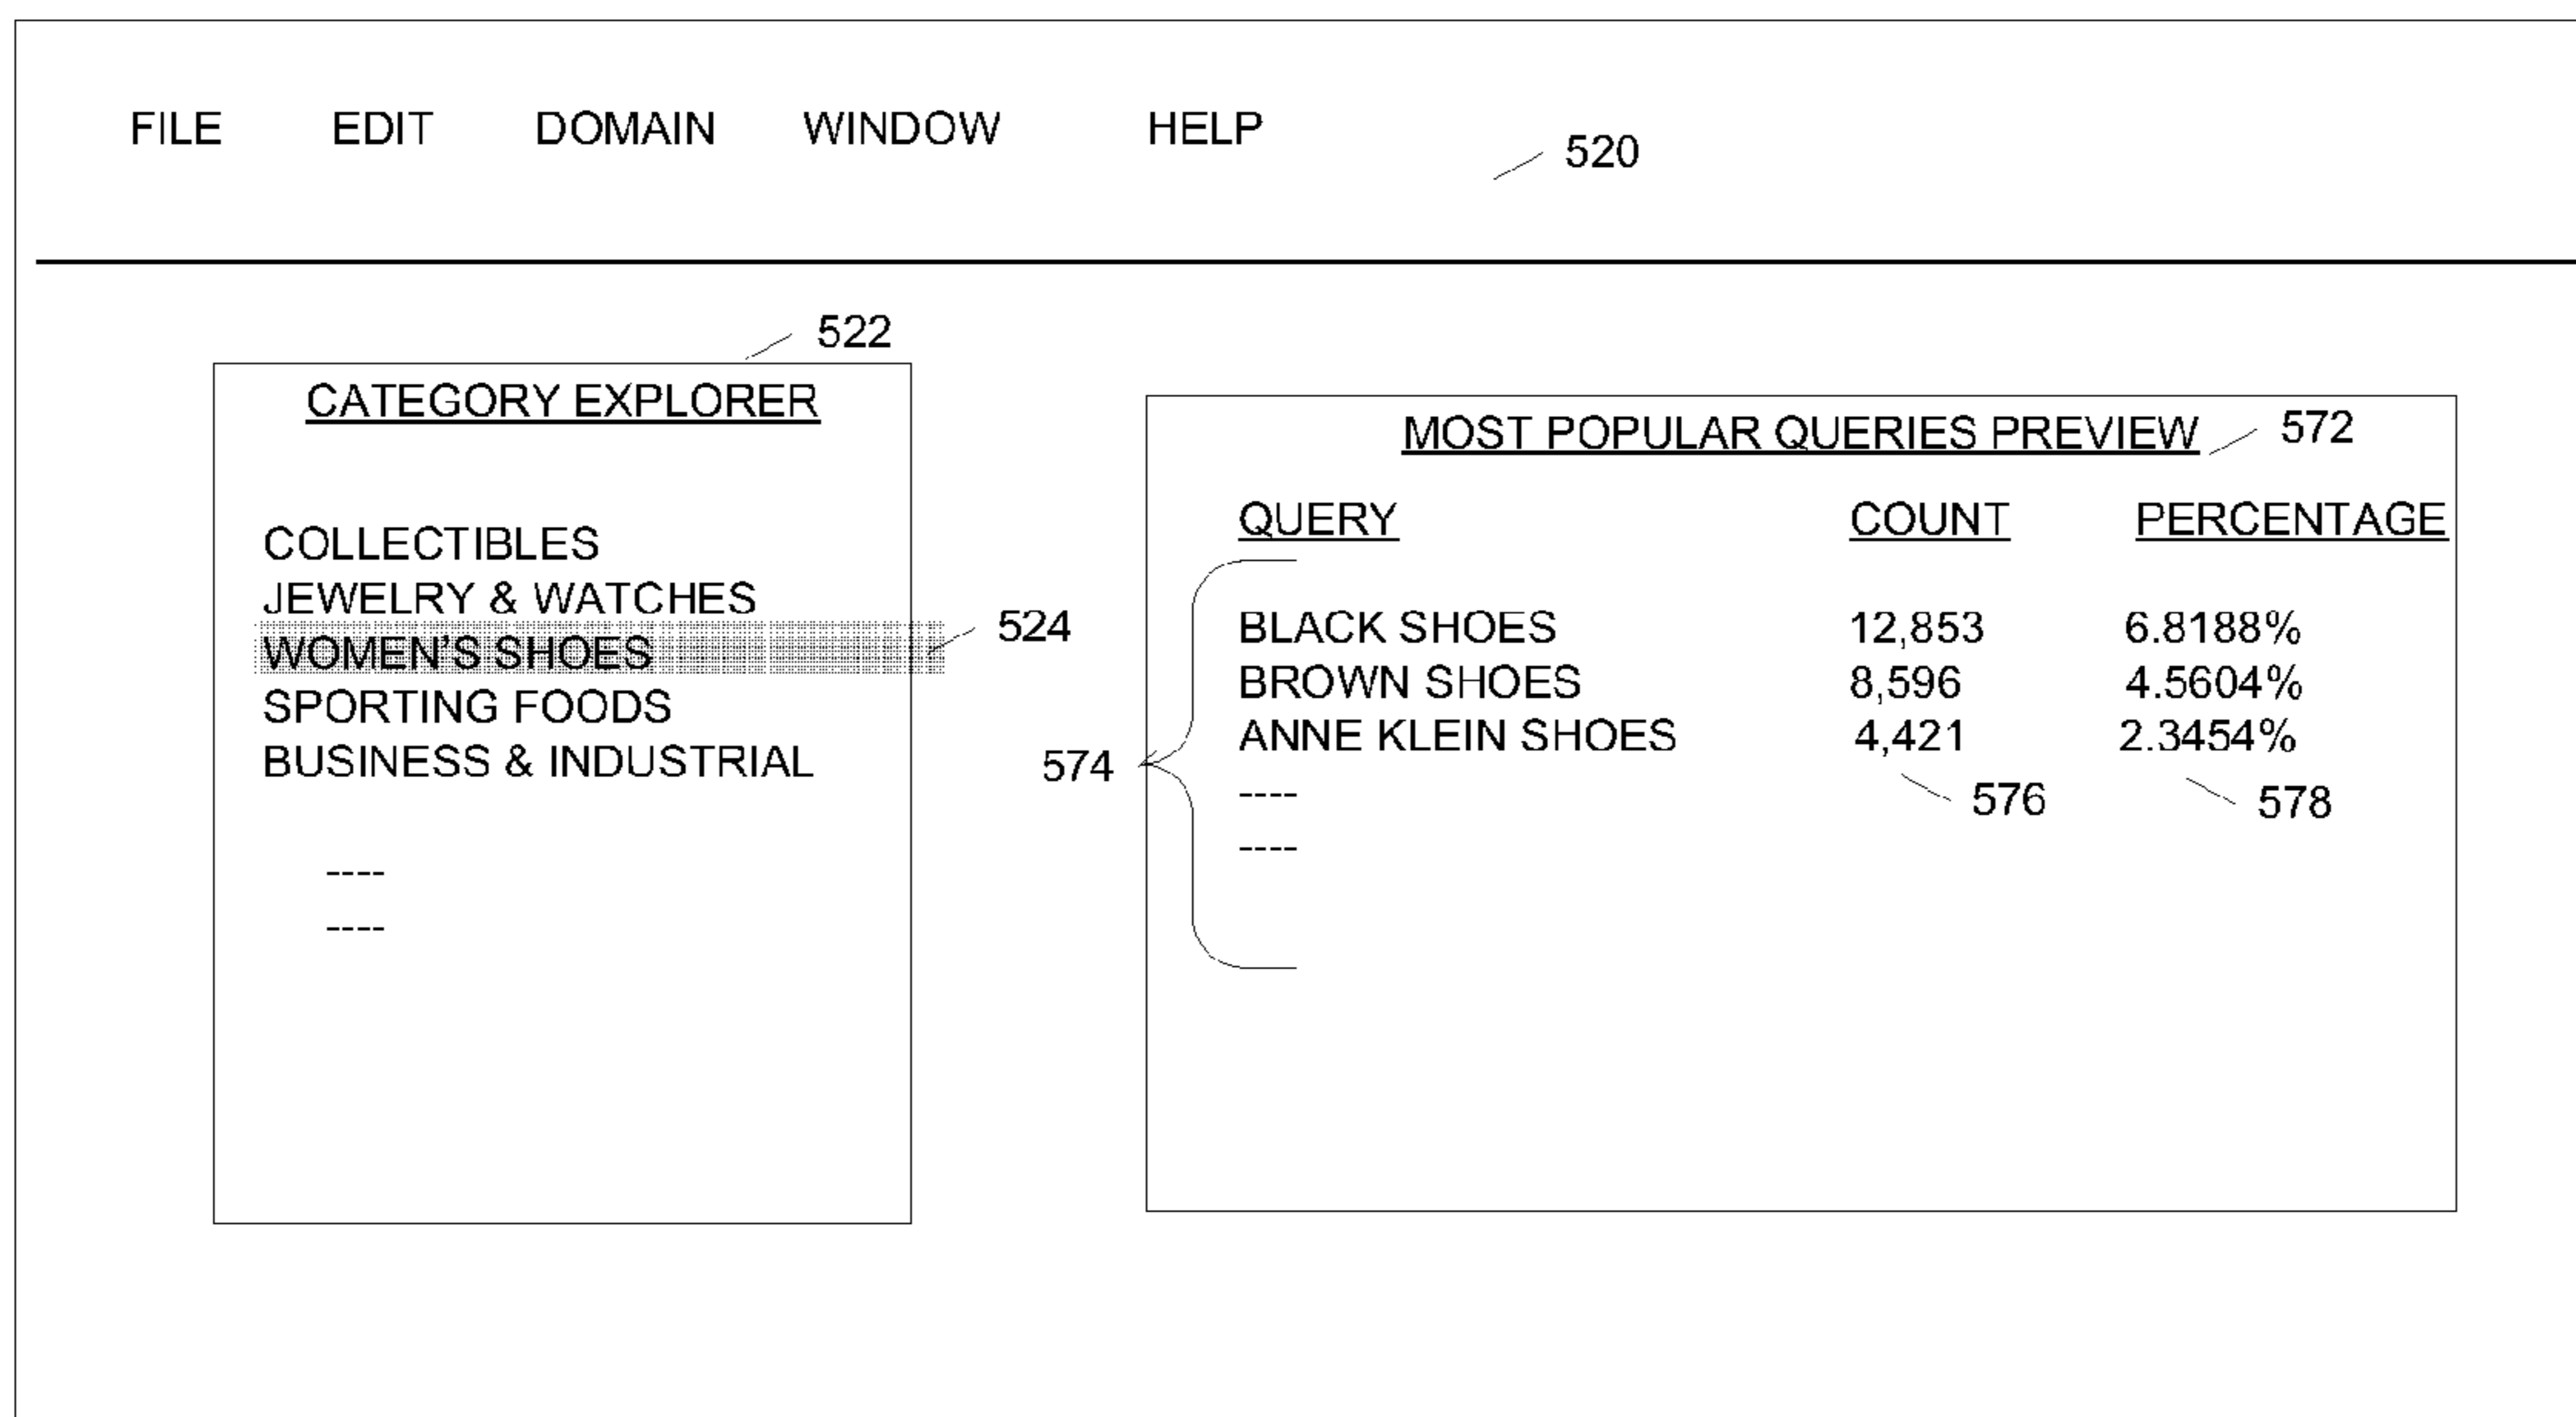 FILE EDIT DOMAIN WINDOW HELP
520
522
CATEGORY EXPLORER
COLLECTIBLES
JEWELRY & WATCHES
WOMEN'S SHOES
524
SPORTING FOODS
BUSINESS & INDUSTRIAL
----
----
MOST POPULAR QUERIES PREVIEW
572
QUERY COUNT PERCENTAGE
BLACK SHOES 12,853 6.8188%
BROWN SHOES 8,596 4.5604%
ANNE KLEIN SHOES 4,421 2.3454%
574
----
576
578
----